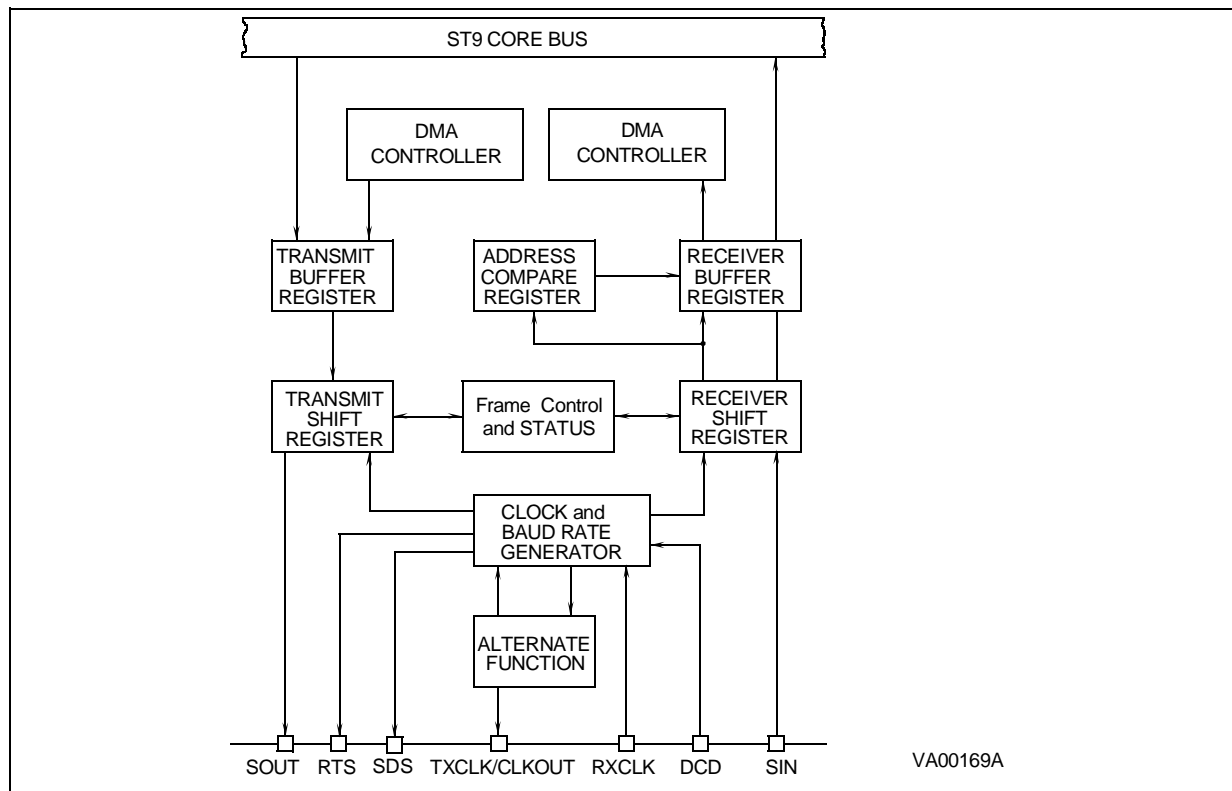 ST9 CORE BUS
DMA
CONTROLLER
DMA
CONTROLLER
TRANSMIT
BUFFER
REGISTER
ADDRESS
COMPARE
REGISTER
RECEIVER
BUFFER
REGISTER
TRANSMIT
SHIFT
REGISTER
Frame Control
and STATUS
RECEIVER
SHIFT
REGISTER
CLOCK and
BAUD RATE
GENERATOR
ALTERNATE
FUNCTION
SOUT RTS SDS TXCLK/CLKOUT RXCLK DCD SIN
VA00169A